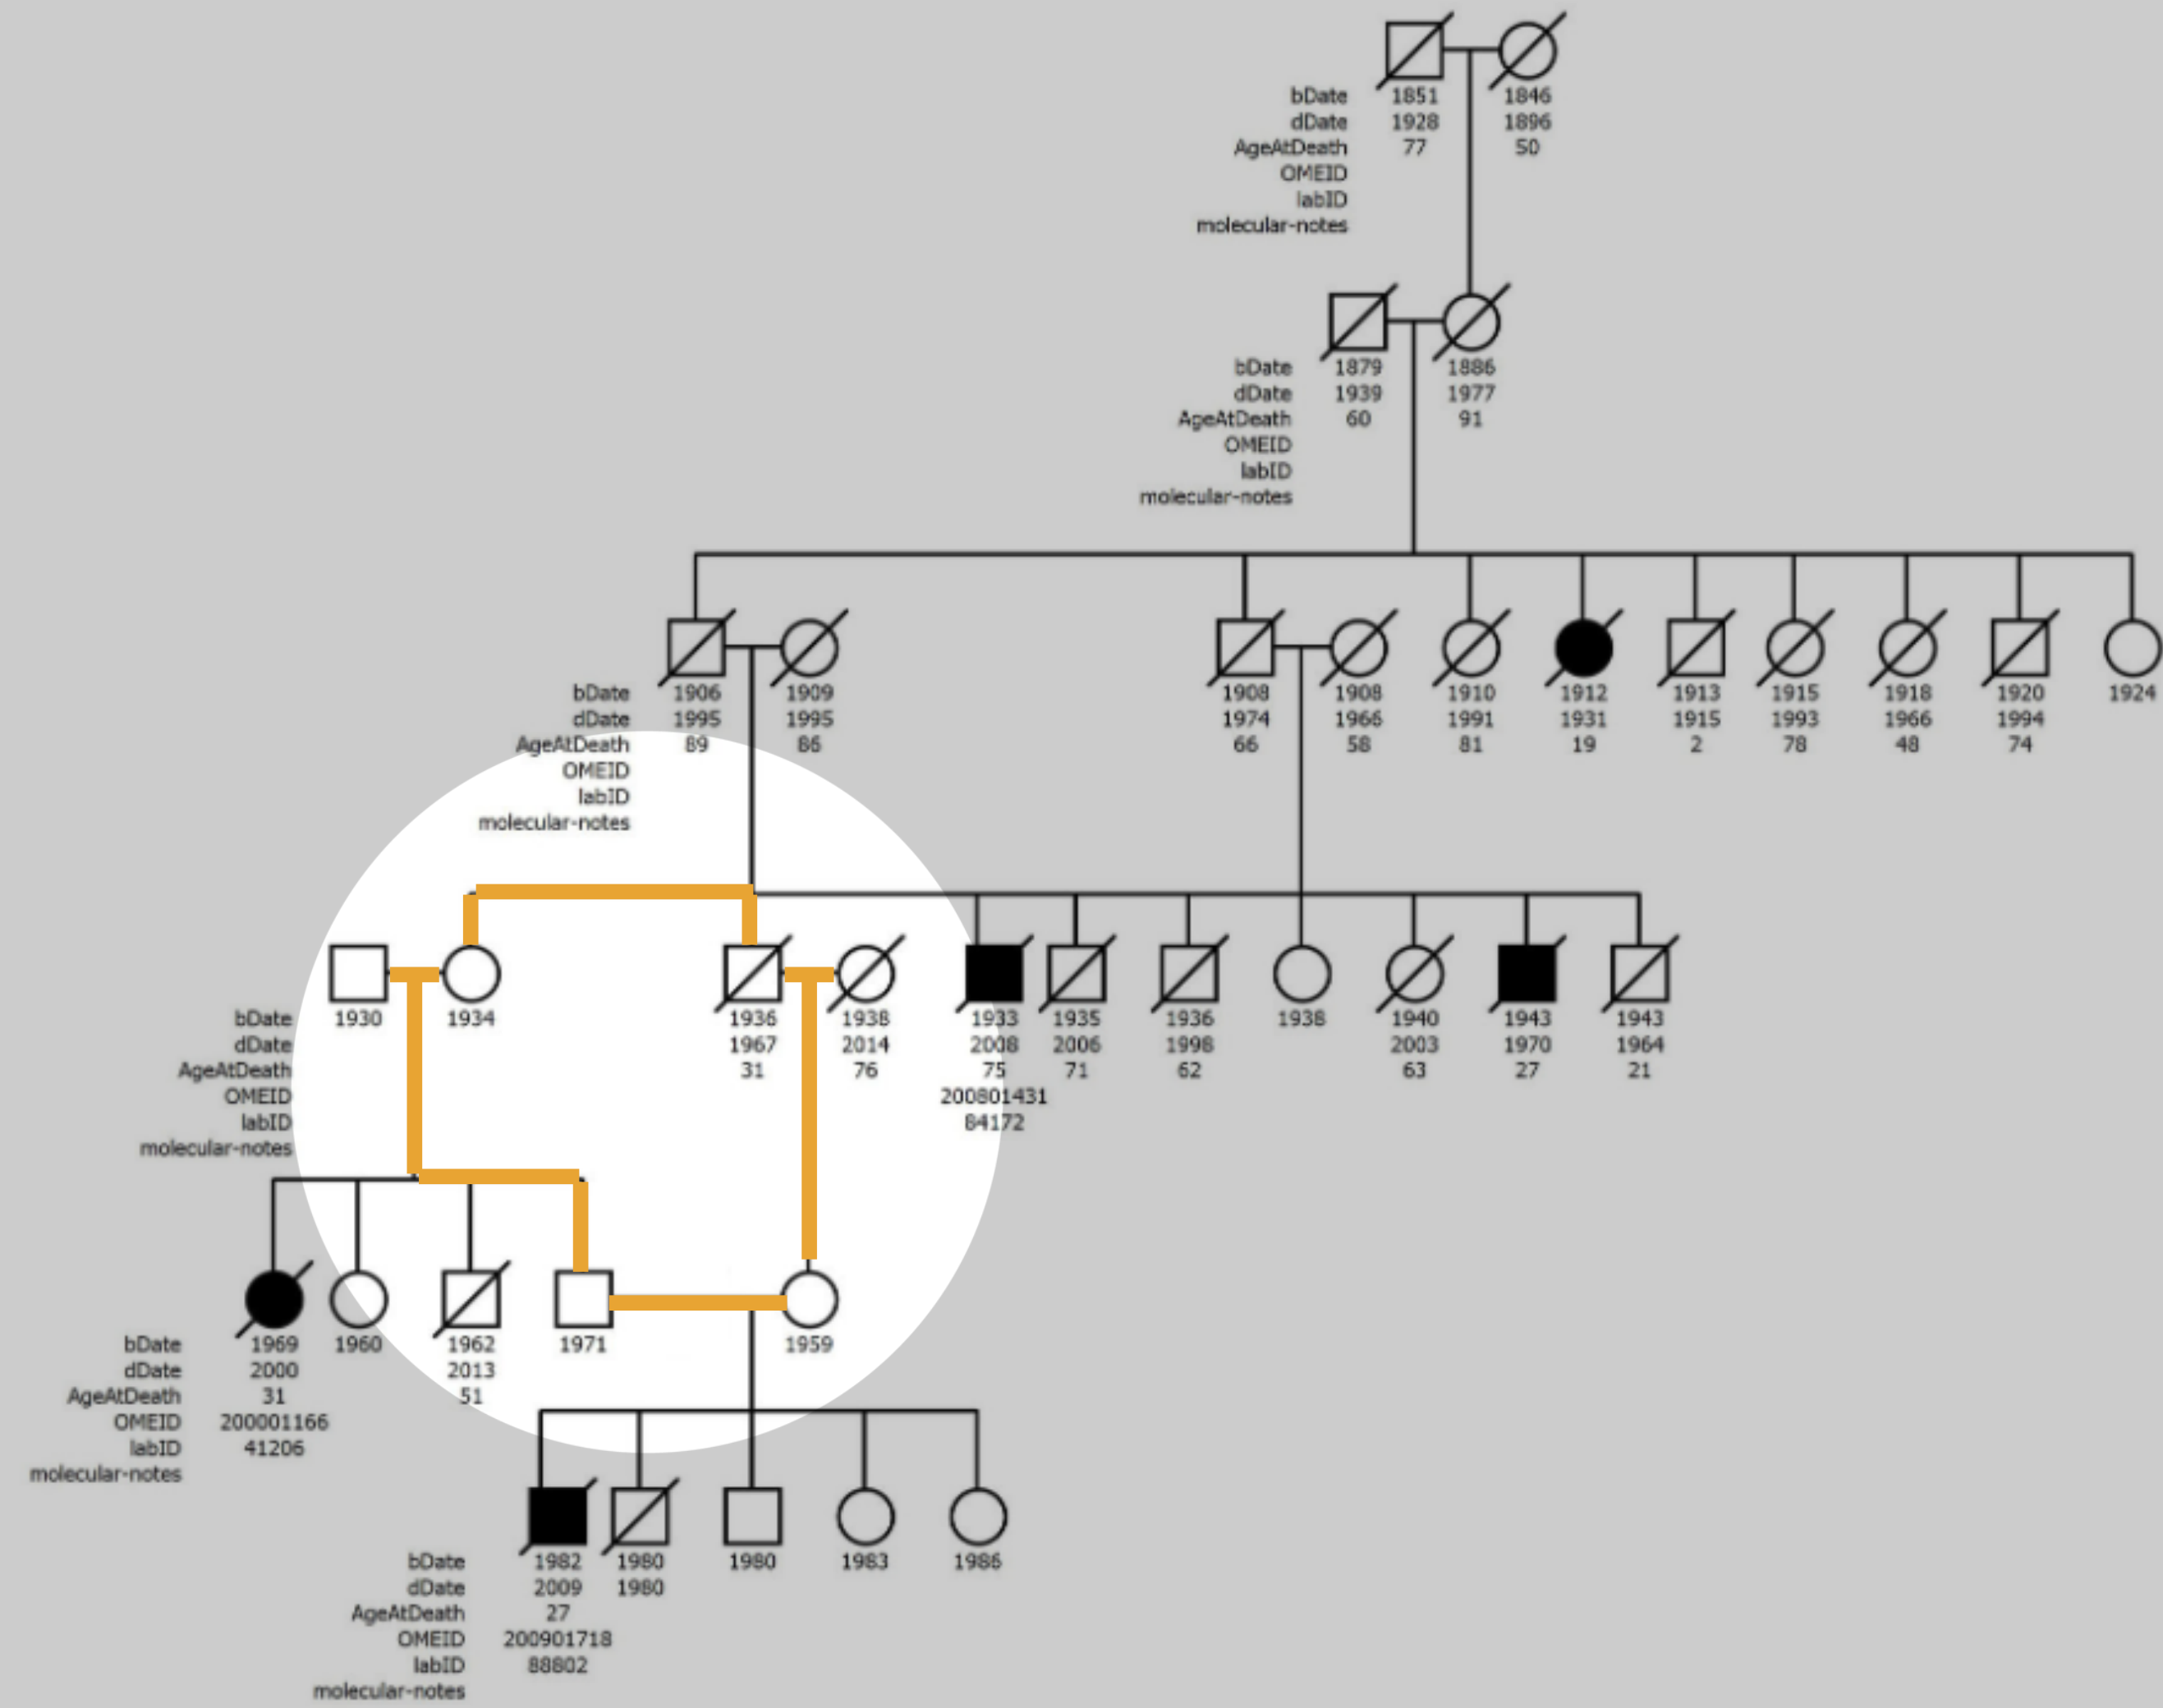 bDate 1851 1846
dDate 1928 1896
AgeAtDeath 77 50
OMEID
labID
molecular-notes
bDate 1879 1886
dDate 1939 1977
AgeAtDeath 60 91
OMEID
labID
molecular-notes
bDate 1906 1909 1908 1908 1910 1912 1913 1915 1918 1920 1924
dDate 1995 1995 1974 1966 1991 1931 1915 1993 1966 1994
AgeAtDeath 89 86 66 58 81 19 2 78 48 74
OMEID
labID
molecular-notes
bDate 1930 1934 1936 1938 1933 1935 1936 1938 1940 1943 1943
dDate 1967 2014 2008 2006 1998 2003 1970 1964
AgeAtDeath 31 76 75 71 62 63 27 21
OMEID 200801431
labID 84172
molecular-notes
bDate 1969 1960 1962 1971 1959
dDate 2000 2013
AgeAtDeath 31 51
OMEID 200001166
labID 41206
molecular-notes
bDate 1982 1980 1980 1983 1986
dDate 2009 1980
AgeAtDeath 27
OMEID 200901718
labID 88802
molecular-notes